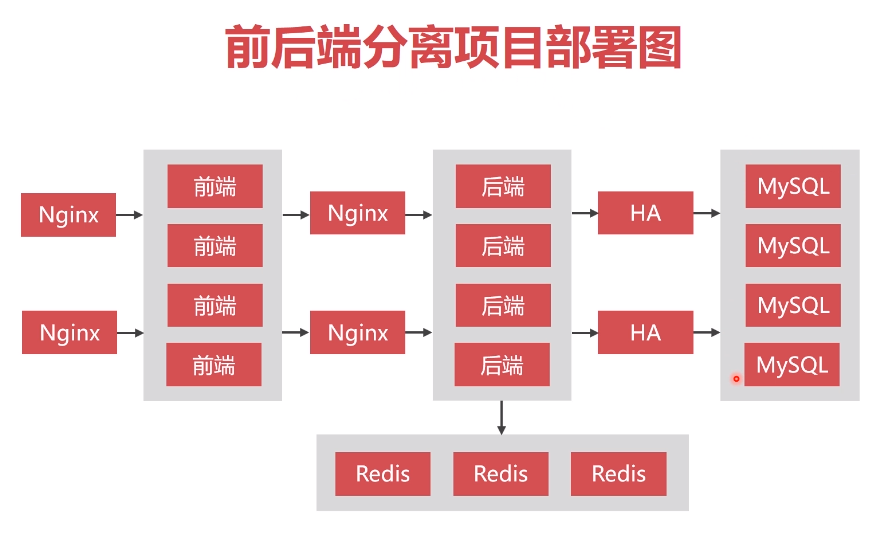 前后端分离项目部署图
Nginx
Nginx
前端
前端
前端
前端
Nginx
Nginx
后端
后端
后端
后端
HA
HA
MySQL
MySQL
MySQL
MySQL
Redis
Redis
Redis